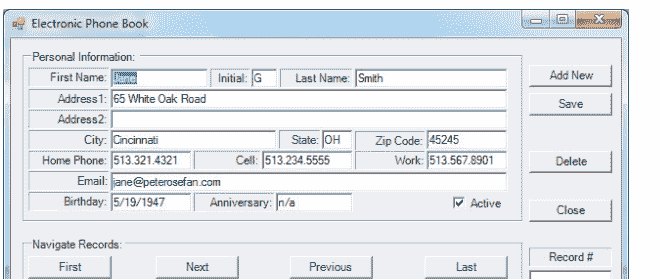 Electronic Phone Book
Personal Information:
First Name: Jane Initial: G Last Name: Smith Add New
Address1: 65 White Oak Road Save
Address2:
City: Cincinnati State: OH Zip Code: 45245
Home Phone: 513.321.4321 Cell: 513.234.5555 Work: 513.567.8901 Delete
Email: jane@peterosefan.com
Birthday: 5/19/1947 Anniversary: n/a Active Close
Navigate Records: Record #
First Next Previous Last